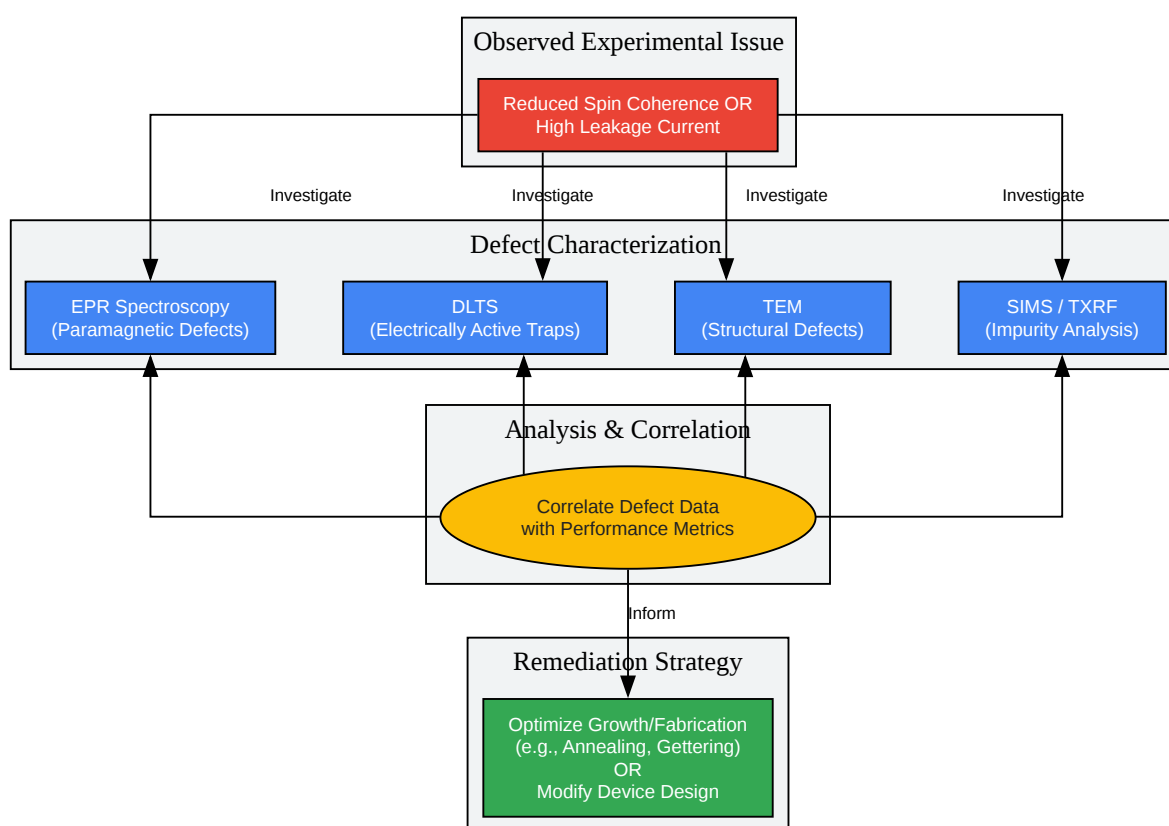 Observed Experimental Issue
Reduced Spin Coherence OR
High Leakage Current
Investigate
Investigate
Investigate
Investigate
Defect Characterization
EPR Spectroscopy
(Paramagnetic Defects)
DLTS
(Electrically Active Traps)
TEM
(Structural Defects)
SIMS / TXRF
(Impurity Analysis)
Analysis & Correlation
Correlate Defect Data
with Performance Metrics
Inform
Remediation Strategy
Optimize Growth/Fabrication
(e.g., Annealing, Gettering)
OR
Modify Device Design